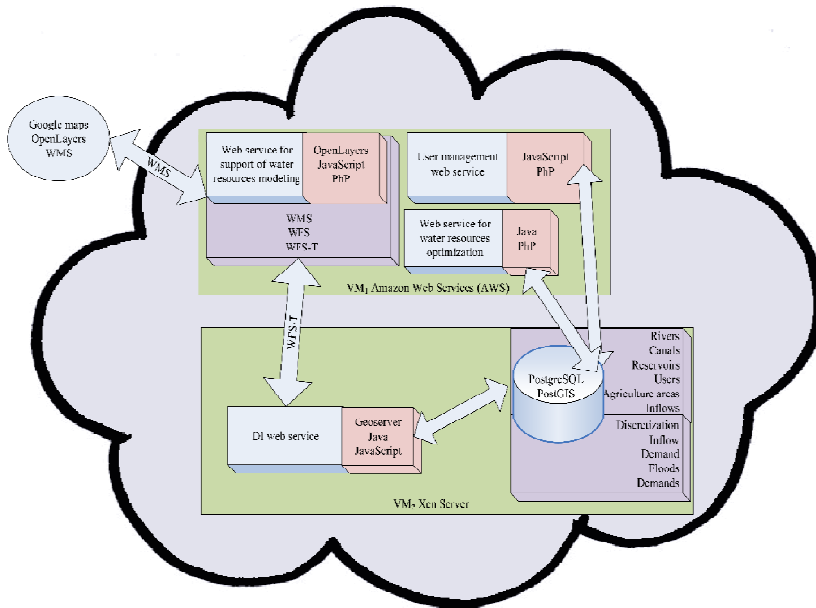 Google maps
OpenLayers
WMS
WMS
Web service for
support of water
resources modeling
OpenLayers
JavaScript
PhP
WMS
WFS
WFS-T
User management
web service
JavaScript
PhP
Web service for
water resources
optimization
Java
PhP
VM1 Amazon Web Services (AWS)
WFS-T
DI web service
Geoserver
Java
JavaScript
PostgreSQL
PostGIS
Rivers
Canals
Reservoirs
Users
Agriculture areas
Inflows
Discretization
Inflow
Demand
Floods
Demands
VM2 Xen Server